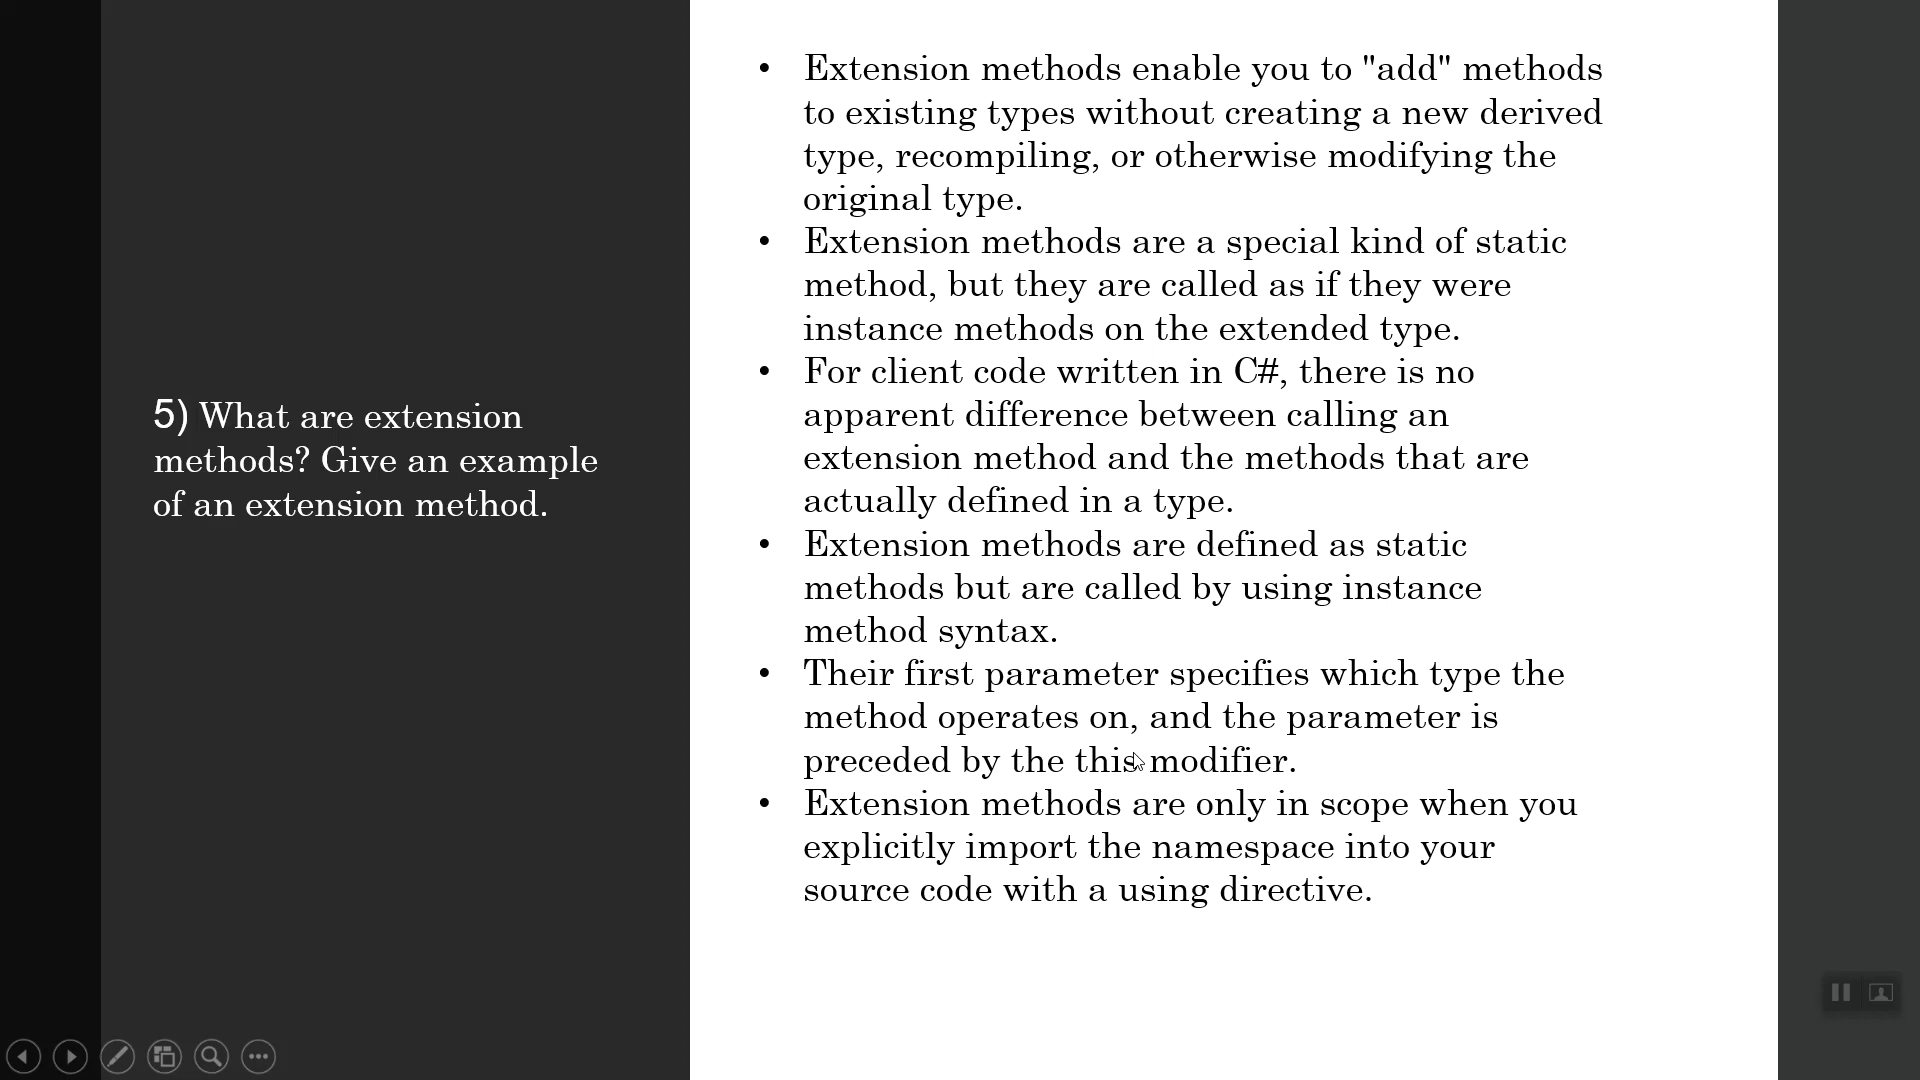 5) What are extension
methods? Give an example
of an extension method.
• Extension methods enable you to "add" methods
to existing types without creating a new derived
type, recompiling, or otherwise modifying the
original type.
• Extension methods are a special kind of static
method, but they are called as if they were
instance methods on the extended type.
• For client code written in C#, there is no
apparent difference between calling an
extension method and the methods that are
actually defined in a type.
• Extension methods are defined as static
methods but are called by using instance
method syntax.
• Their first parameter specifies which type the
method operates on, and the parameter is
preceded by the this modifier.
• Extension methods are only in scope when you
explicitly import the namespace into your
source code with a using directive.